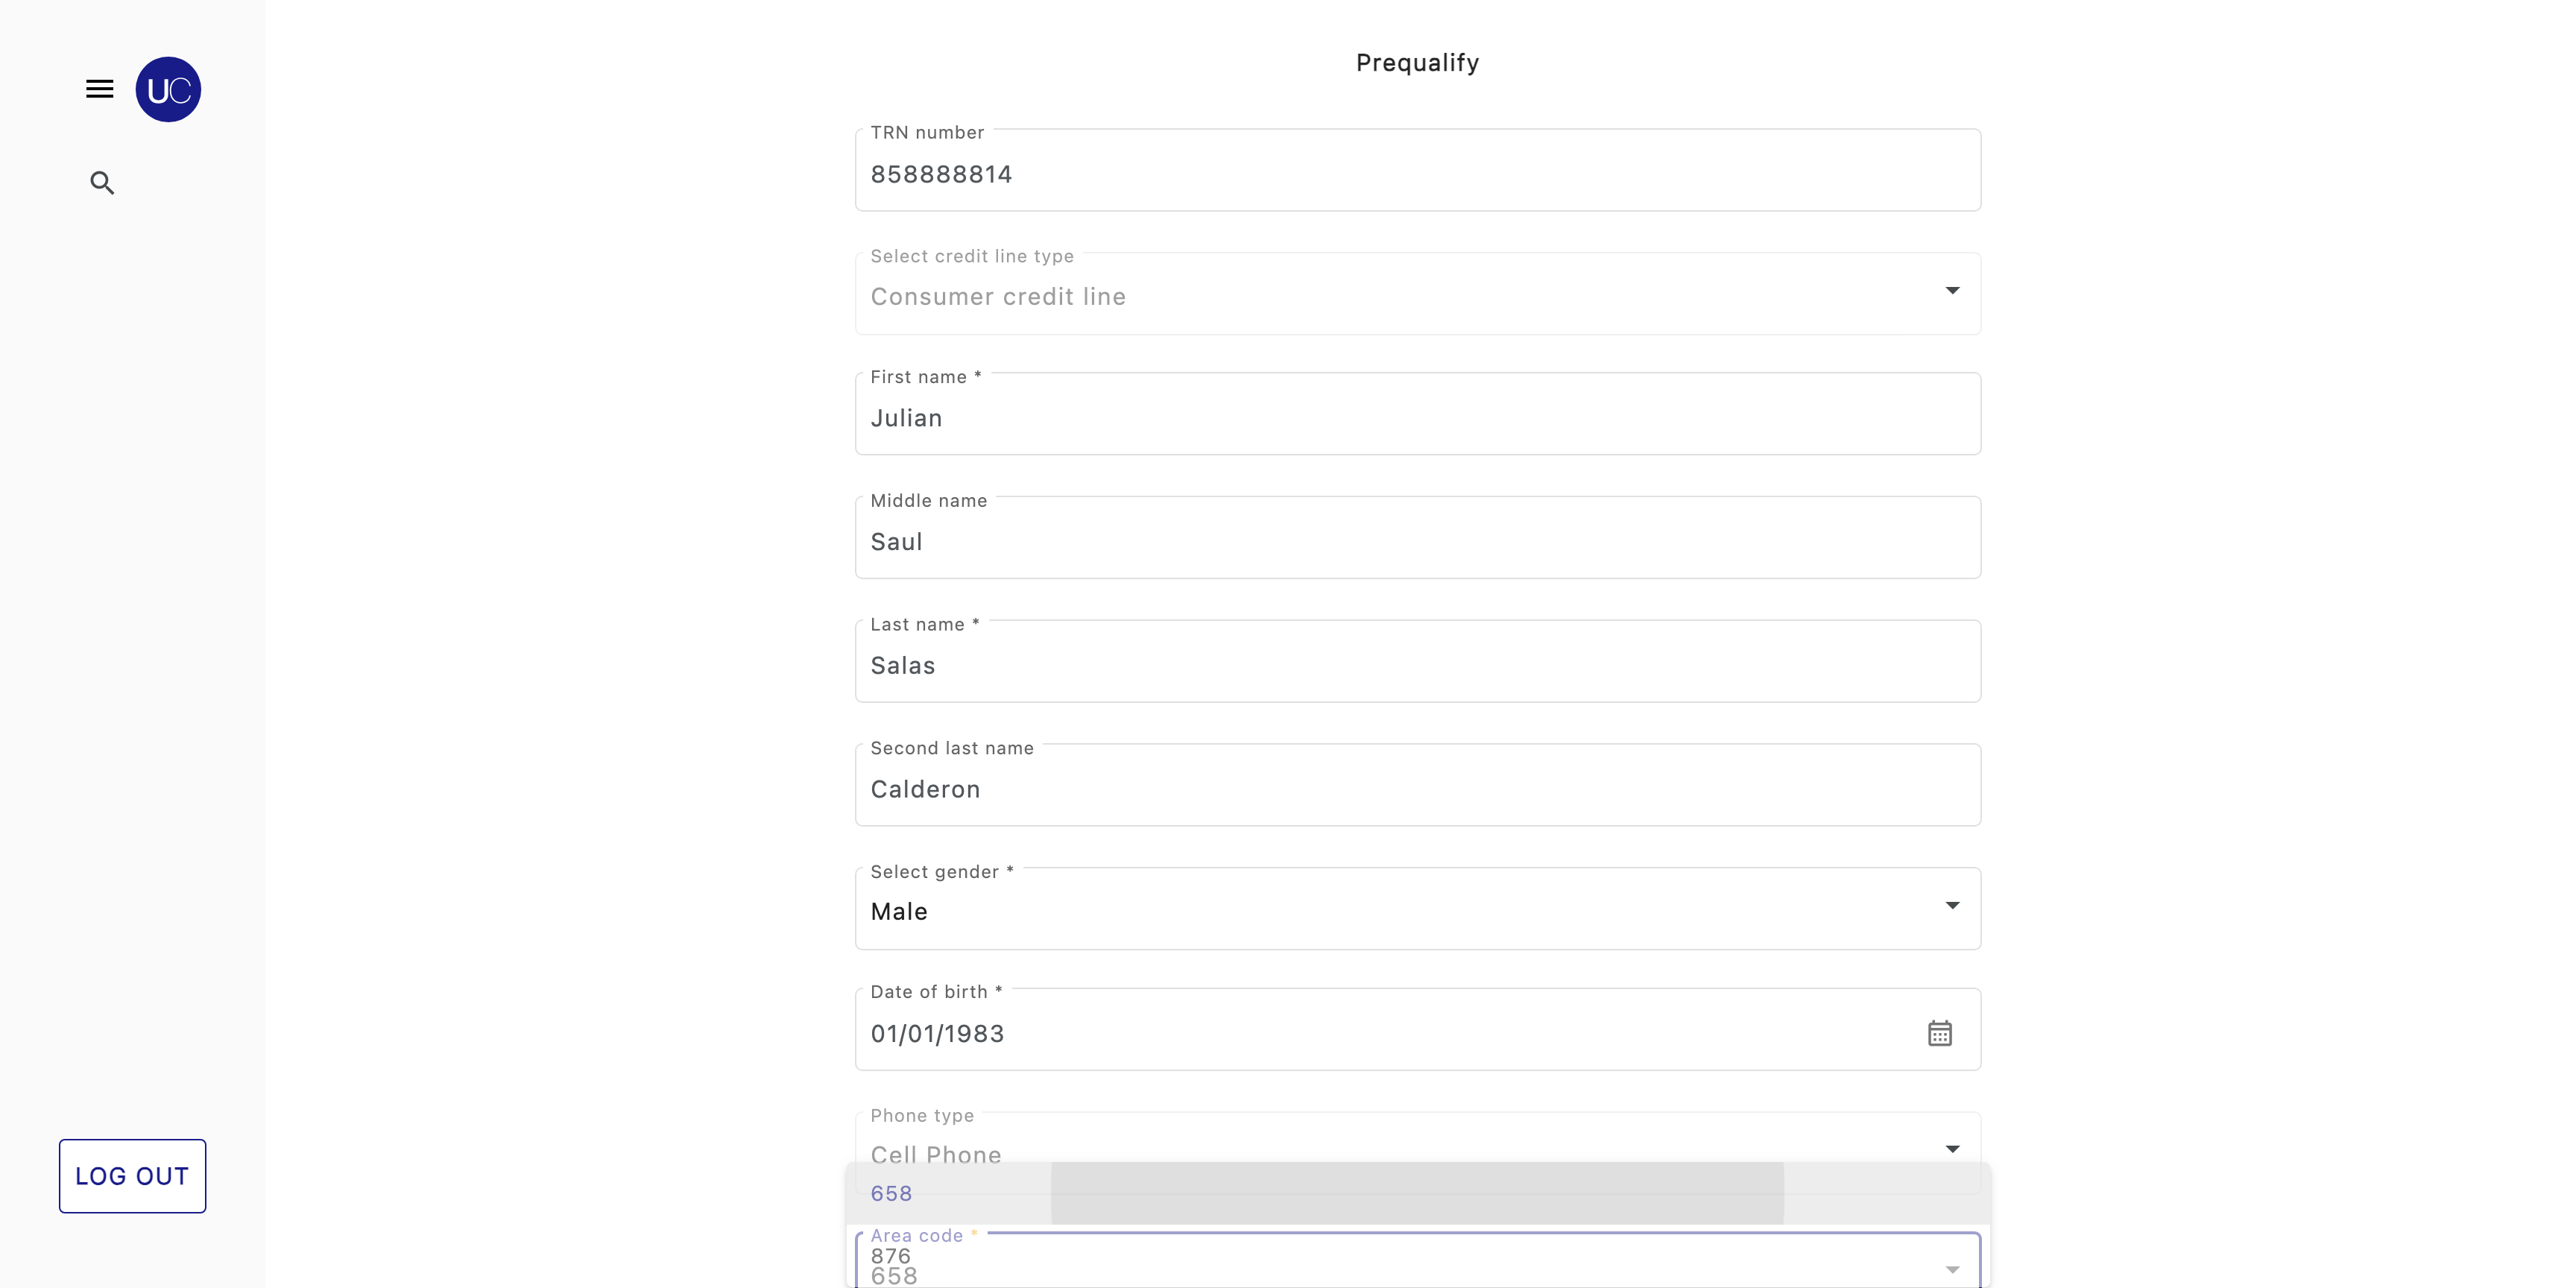 UC
Prequalify
TRN number
858888814
Select credit line type
Consumer credit line
First name *
Julian
Middle name
Saul
Last name *
Salas
Second last name
Calderon
Select gender *
Male
Date of birth *
01/01/1983
Phone type
Cell Phone
658
Area code *
876
658
LOG OUT